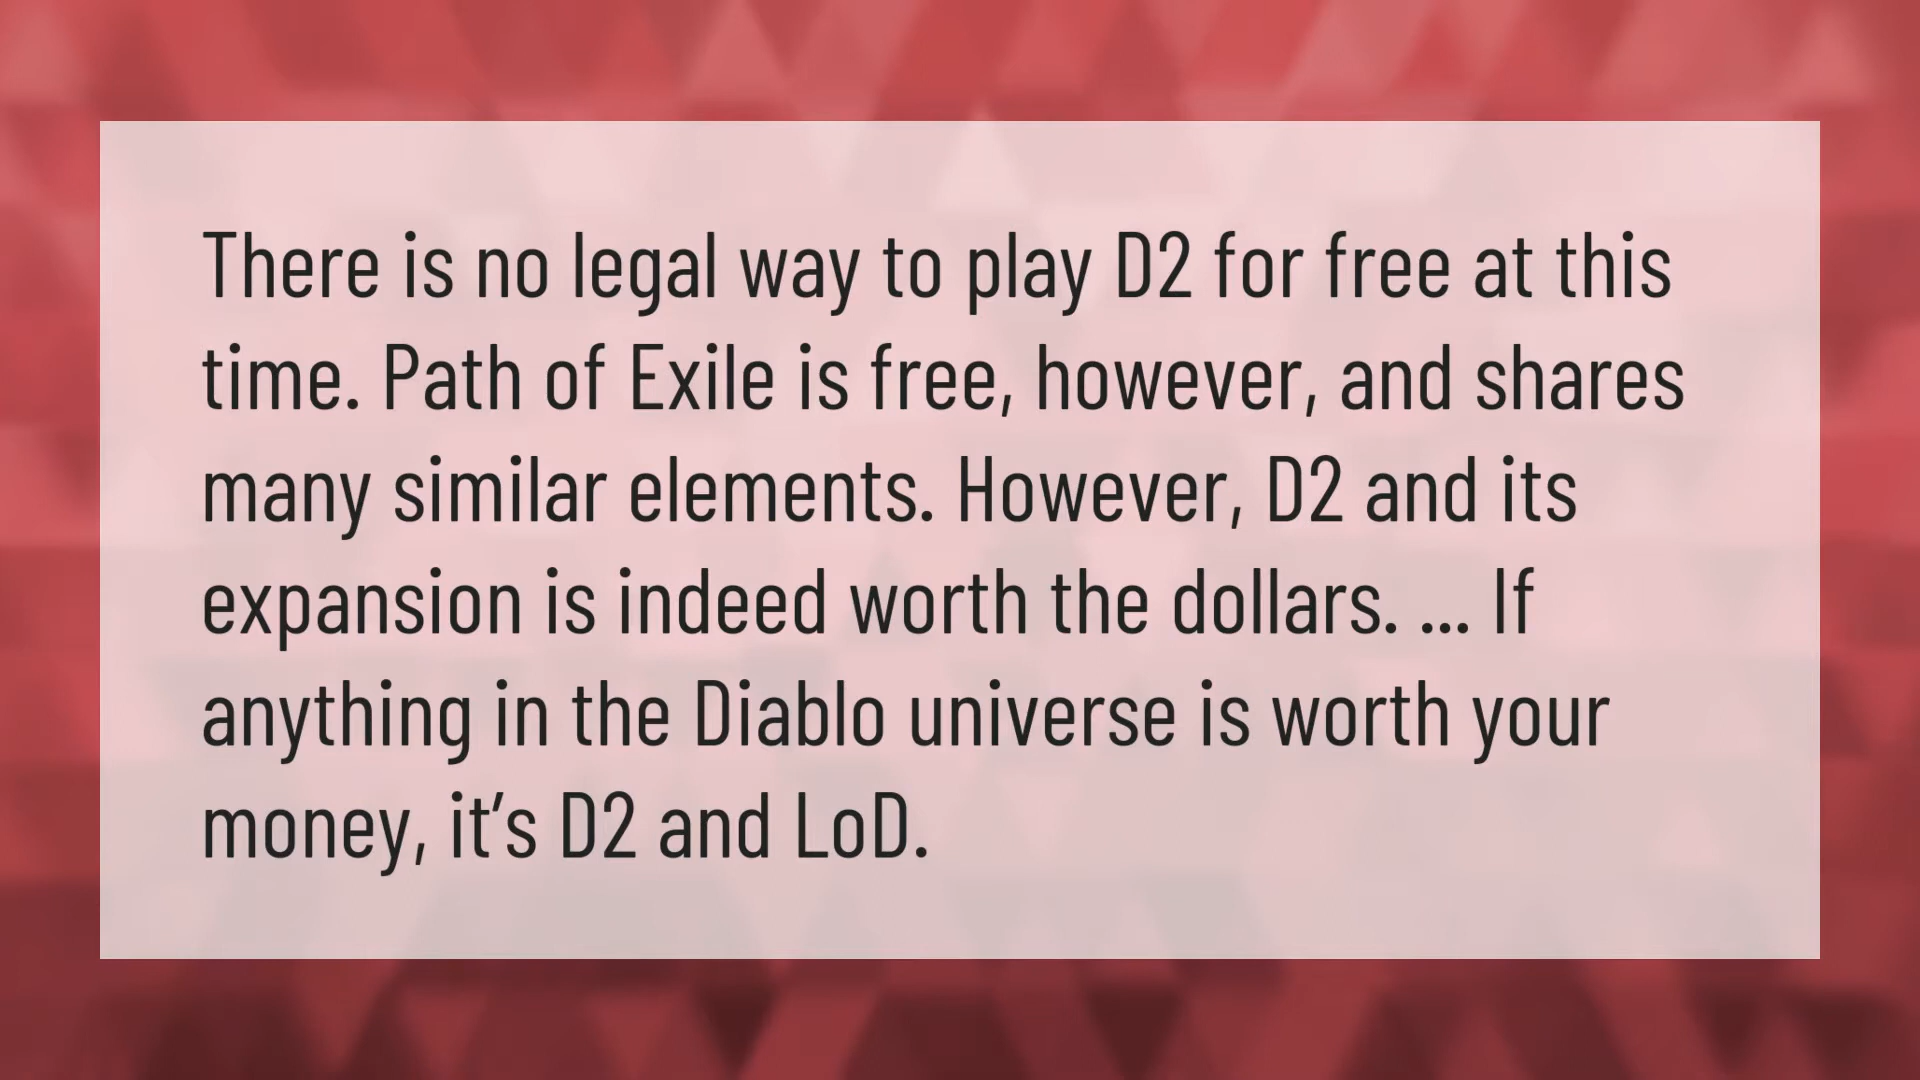 There is no legal way to play D2 for free at this
time. Path of Exile is free, however, and shares
many similar elements. However, D2 and its
expansion is indeed worth the dollars. ... If
anything in the Diablo universe is worth your
money, it’s D2 and LoD.